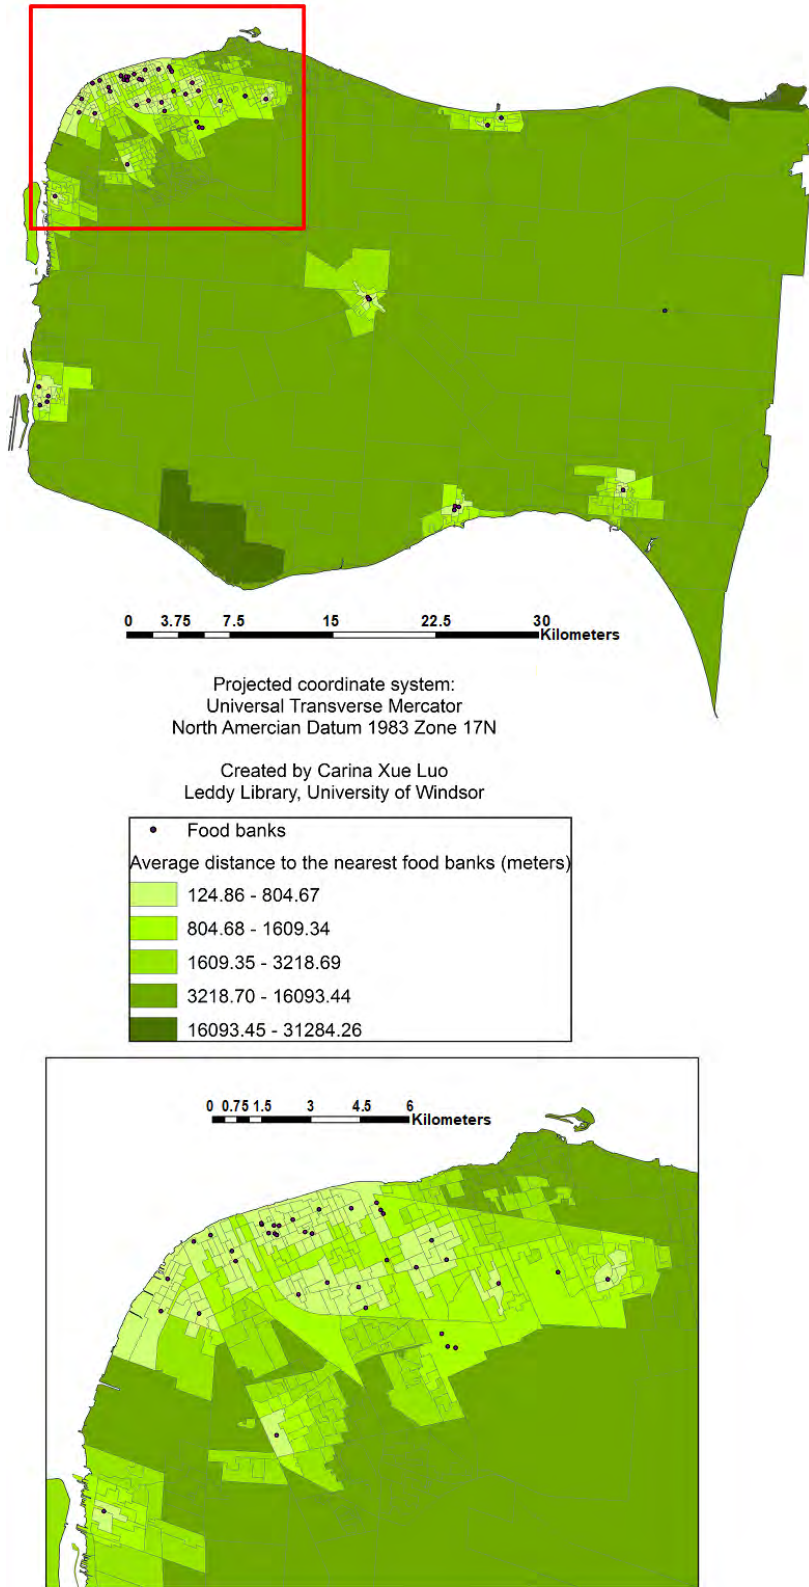 0 3.75 7.5 15 22.5 30
Kilometers
Projected coordinate system:
Universal Transverse Mercator
North Amercian Datum 1983 Zone 17N
Created by Carina Xue Luo
Leddy Library, University of Windsor
Food banks
Average distance to the nearest food banks (meters)
124.86 - 804.67
804.68 - 1609.34
1609.35 - 3218.69
3218.70 - 16093.44
16093.45 - 31284.26
0 0.75 1.5 3 4.5 6
Kilometers